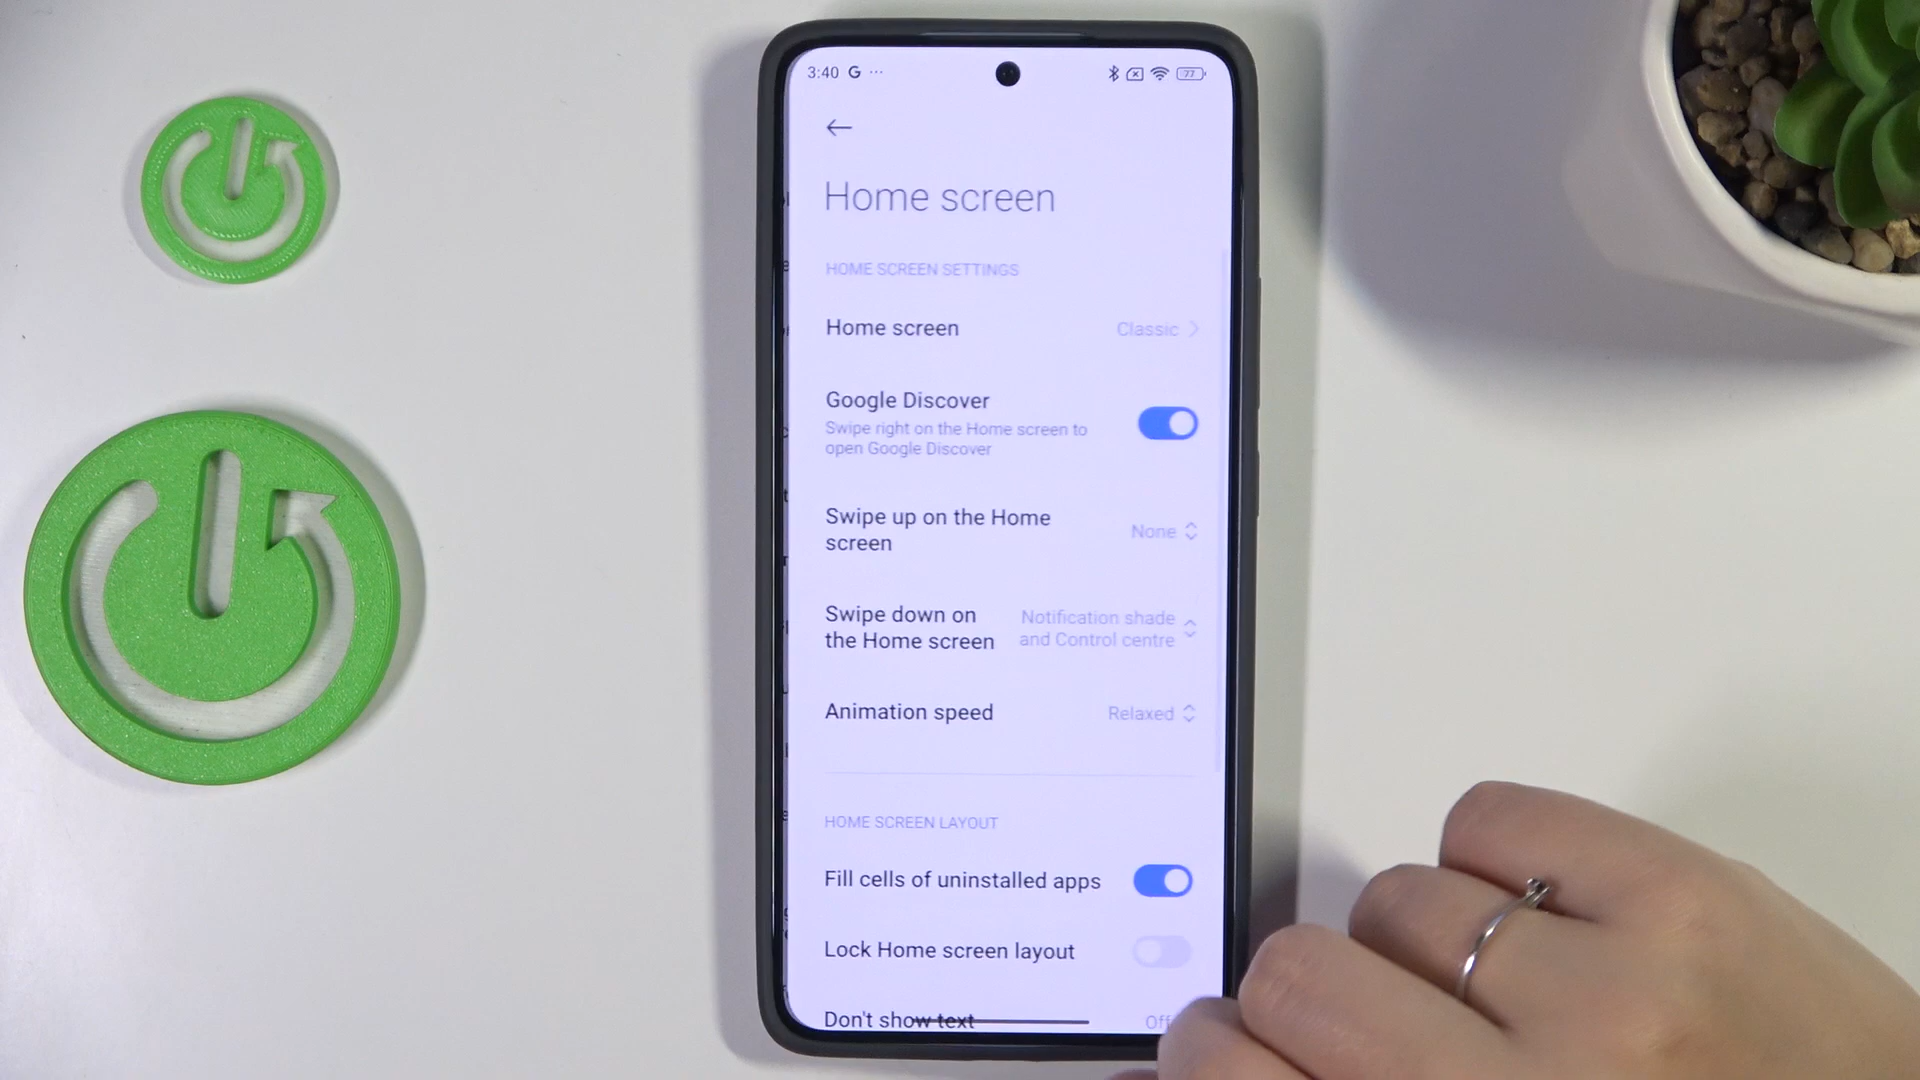 3:40 G ...
77
Home screen
HOME SCREEN SETTINGS
Home screen
Classic
Google Discover
Swipe right on the Home screen to
open Google Discover
Swipe up on the Home
screen
None
Swipe down on
the Home screen
Notification shade
and Control centre
Animation speed
Relaxed
HOME SCREEN LAYOUT
Fill cells of uninstalled apps
Lock Home screen layout
Don't show text
Off